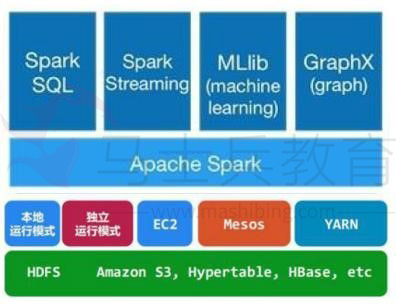 Spark
SQL
Spark
Streaming
MLlib
(machine
learning)
GraphX
(graph)
Apache Spark
马士兵教育
www.mashibing.com
本地
运行模式
独立
运行模式
EC2
Mesos
YARN
HDFS Amazon S3, Hypertable, HBase, etc